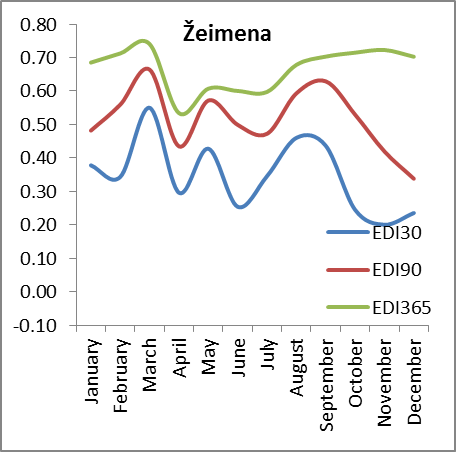 Žeimena
0.80
0.70
0.60
0.50
0.40
0.30
0.20
0.10
0.00
-0.10
EDI30
EDI90
EDI365
January
February
March
April
May
June
July
August
September
October
November
December